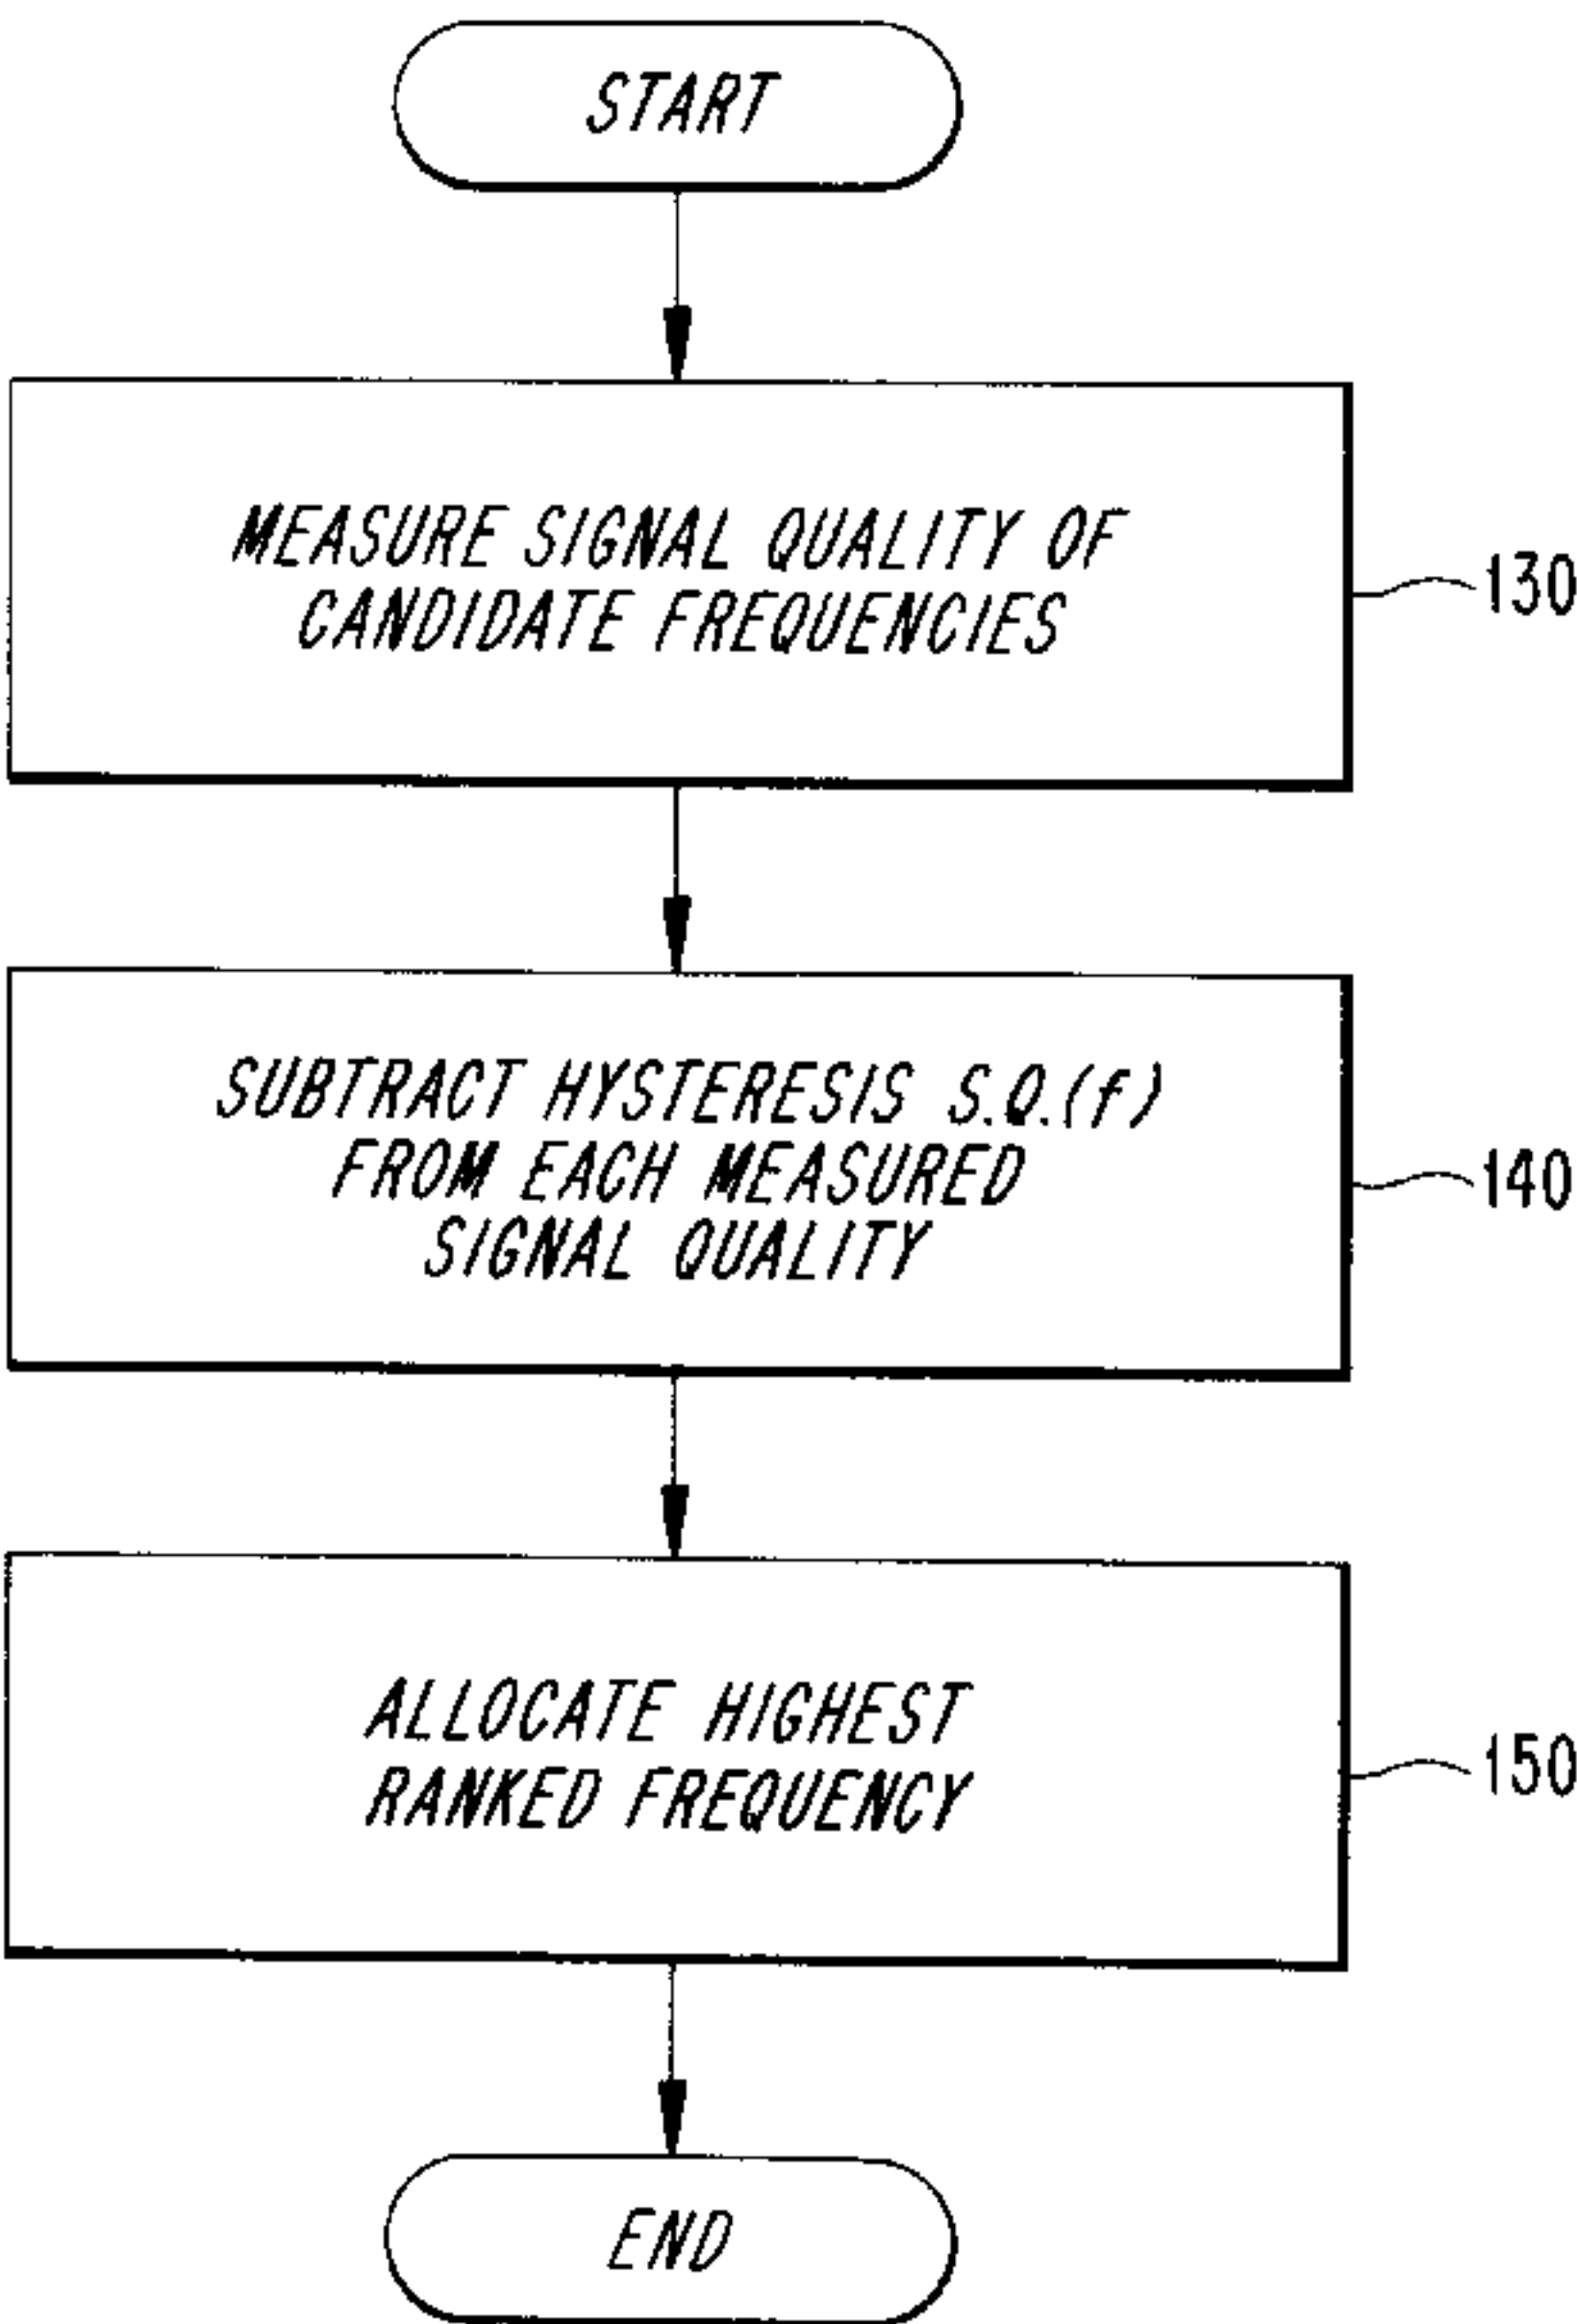 START
MEASURE SIGNAL QUALITY OF
CANDIDATE FREQUENCIES
130
SUBTRACT HYSTERESIS S.Q.(f)
FROM EACH MEASURED
SIGNAL QUALITY
140
ALLOCATE HIGHEST
RANKED FREQUENCY
150
END